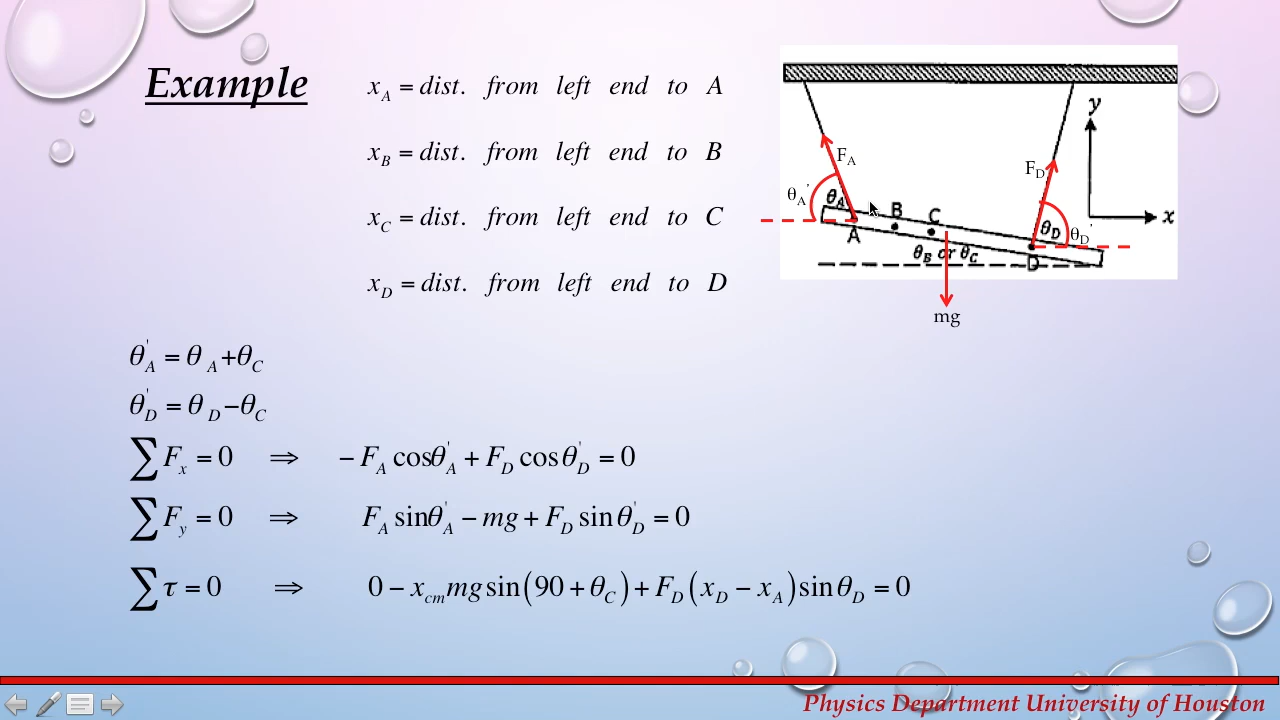 Example
x_A = dist. from left end to A
x_B = dist. from left end to B
x_C = dist. from left end to C
x_D = dist. from left end to D
y
F_A
F_D
θ_A'
θ_A
B
C
θ_D
θ_D'
x
A
θ_B or θ_C
D
mg
θ'_A = θ_A + θ_C
θ'_D = θ_D − θ_C
∑F_x = 0 ⇒ −F_A cosθ'_A + F_D cosθ'_D = 0
∑F_y = 0 ⇒ F_A sinθ'_A − mg + F_D sinθ'_D = 0
∑τ = 0 ⇒ 0 − x_cm mg sin(90 + θ_C) + F_D (x_D − x_A) sinθ_D = 0
Physics Department University of Houston